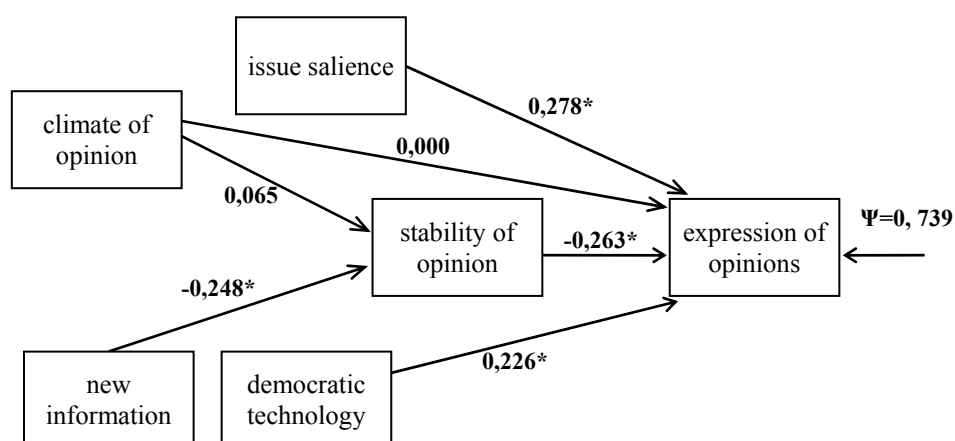 issue salience
0,278*
climate of
opinion
0,000
0,065
stability of
opinion
-0,263*
expression of
opinions
Ψ=0, 739
-0,248*
new
information
democratic
technology
0,226*